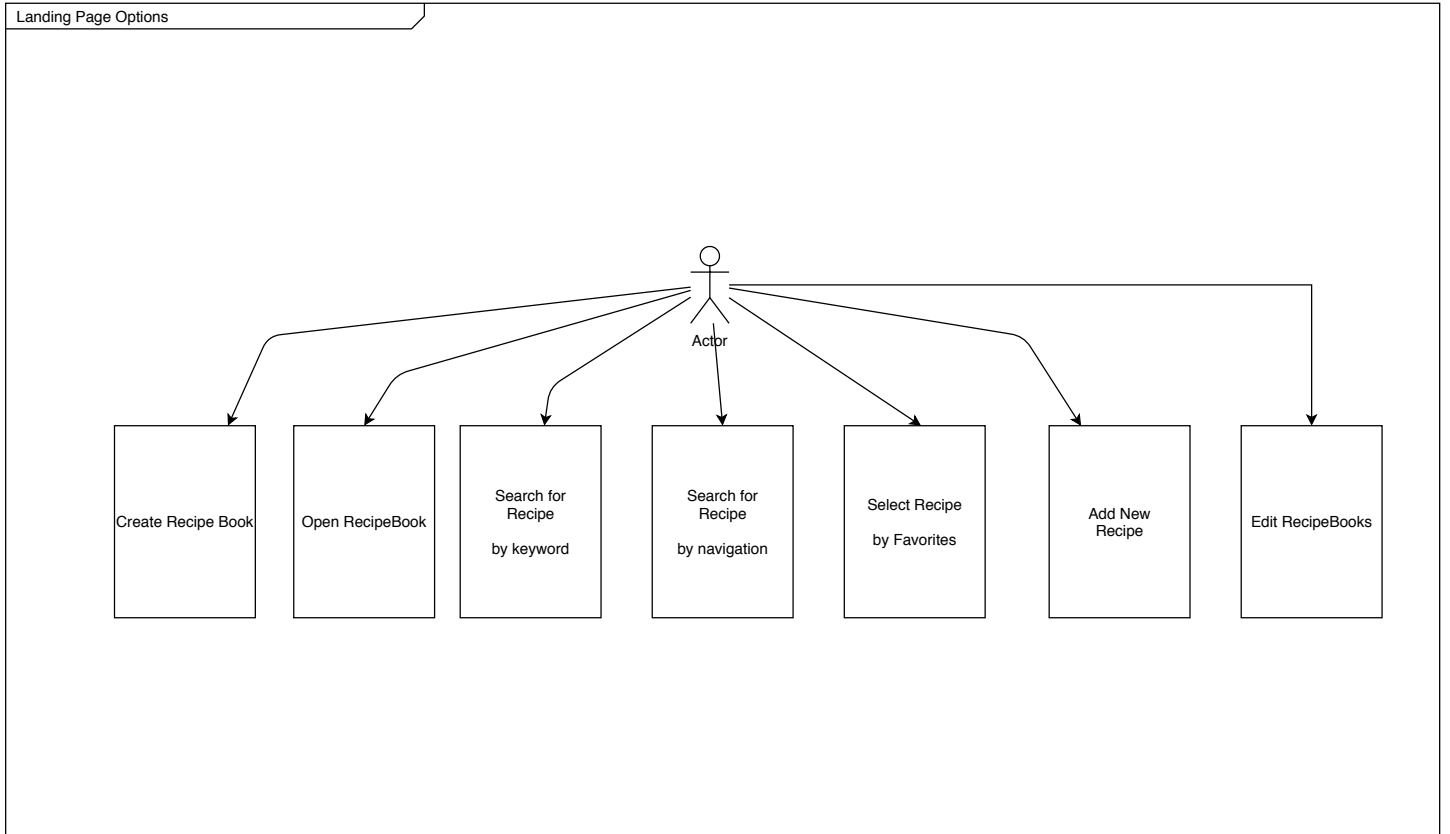 Landing Page Options
Actor
Create Recipe Book
Open RecipeBook
Search for
Recipe
by keyword
Search for
Recipe
by navigation
Select Recipe
by Favorites
Add New
Recipe
Edit RecipeBooks